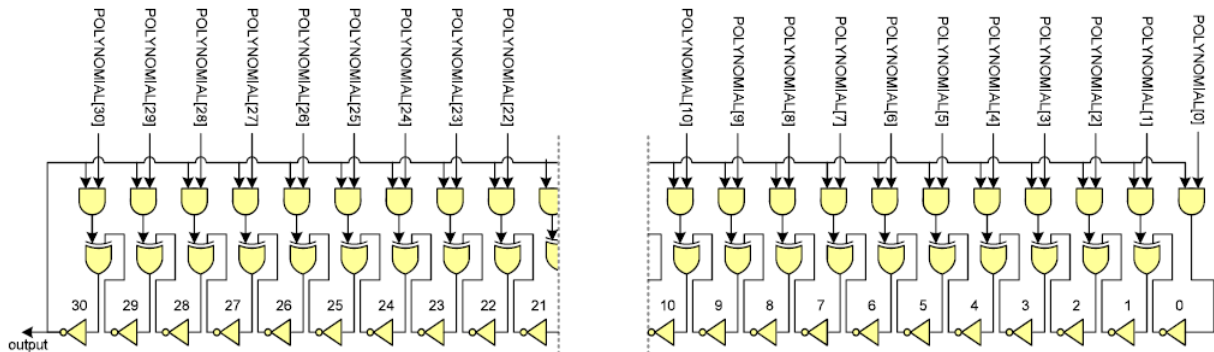 POLYNOMIAL[30]
POLYNOMIAL[29]
POLYNOMIAL[28]
POLYNOMIAL[27]
POLYNOMIAL[26]
POLYNOMIAL[25]
POLYNOMIAL[24]
POLYNOMIAL[23]
POLYNOMIAL[22]
POLYNOMIAL[10]
POLYNOMIAL[9]
POLYNOMIAL[8]
POLYNOMIAL[7]
POLYNOMIAL[6]
POLYNOMIAL[5]
POLYNOMIAL[4]
POLYNOMIAL[3]
POLYNOMIAL[2]
POLYNOMIAL[1]
POLYNOMIAL[0]
30 29 28 27 26 25 24 23 22 21 10 9 8 7 6 5 4 3 2 1 0
output